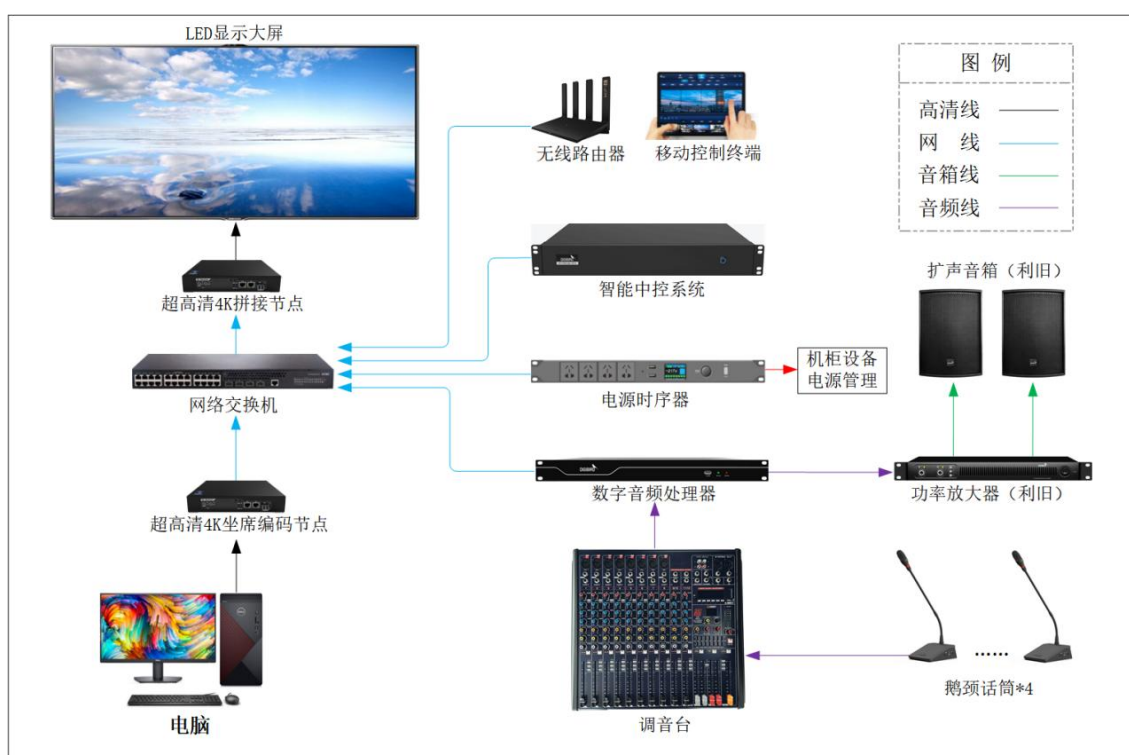 LED显示大屏
图 例
高清线
网 线
音箱线
音频线
无线路由器
移动控制终端
超高清4K拼接节点
智能中控系统
扩声音箱（利旧）
网络交换机
电源时序器
机柜设备
电源管理
超高清4K坐席编码节点
数字音频处理器
功率放大器（利旧）
电脑
调音台
......
鹅颈话筒*4